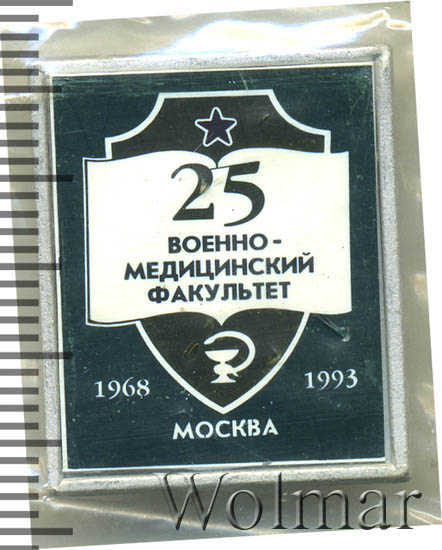 25
ВОЕННО-
МЕДИЦИНСКИЙ
ФАКУЛЬТЕТ
1968 1993
МОСКВА
Wolmar